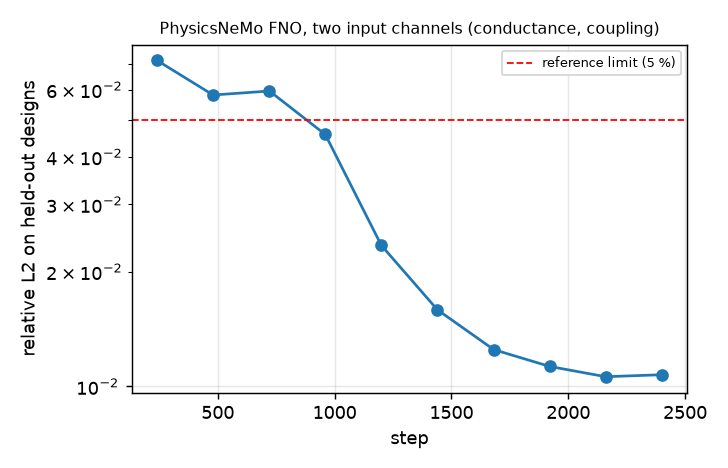 PhysicsNeMo FNO, two input channels (conductance, coupling)
reference limit (5 %)
relative L2 on held-out designs
6 × 10⁻²
4 × 10⁻²
3 × 10⁻²
2 × 10⁻²
10⁻²
500 1000 1500 2000 2500
step